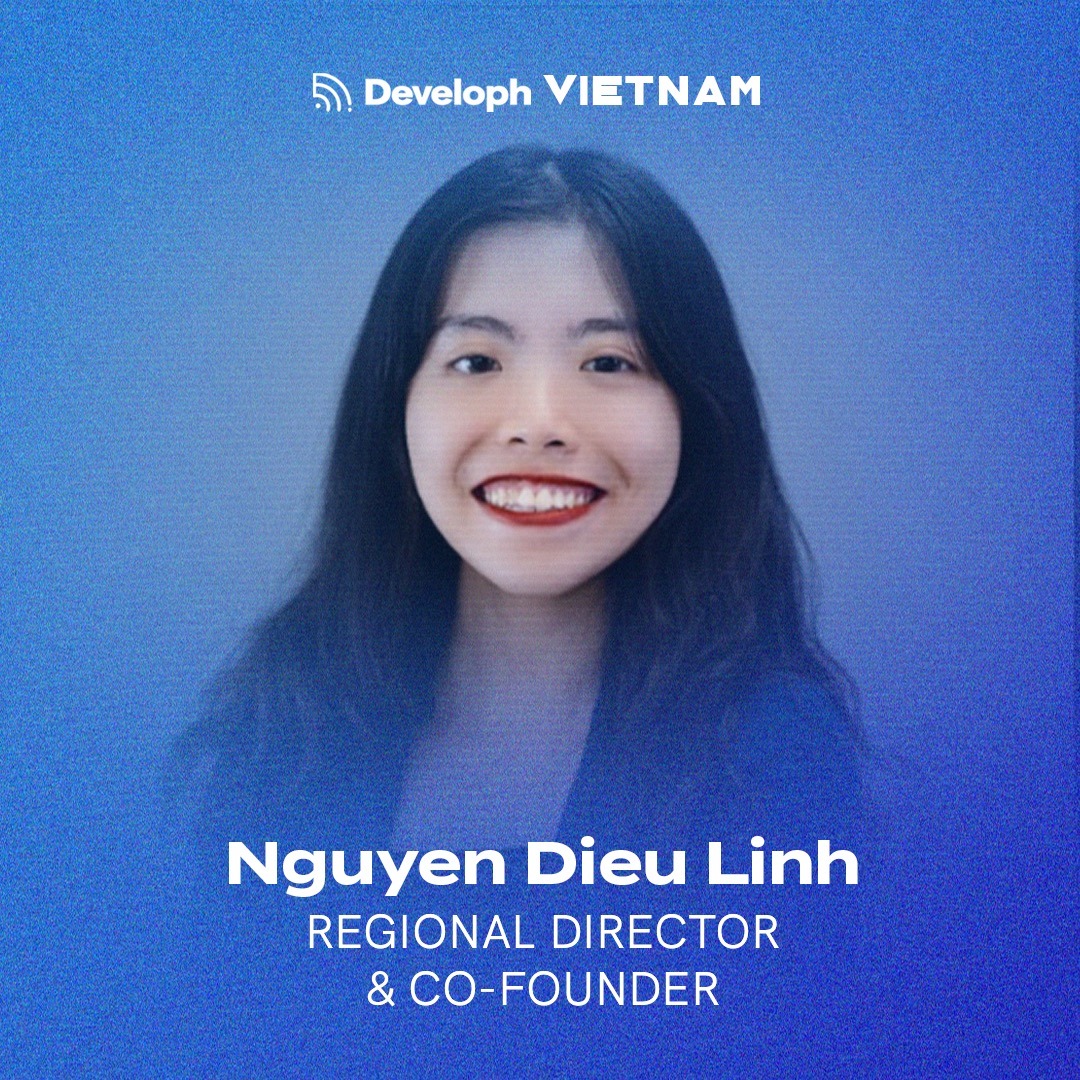 Developh VIETNAM
Nguyen Dieu Linh
REGIONAL DIRECTOR
& CO-FOUNDER